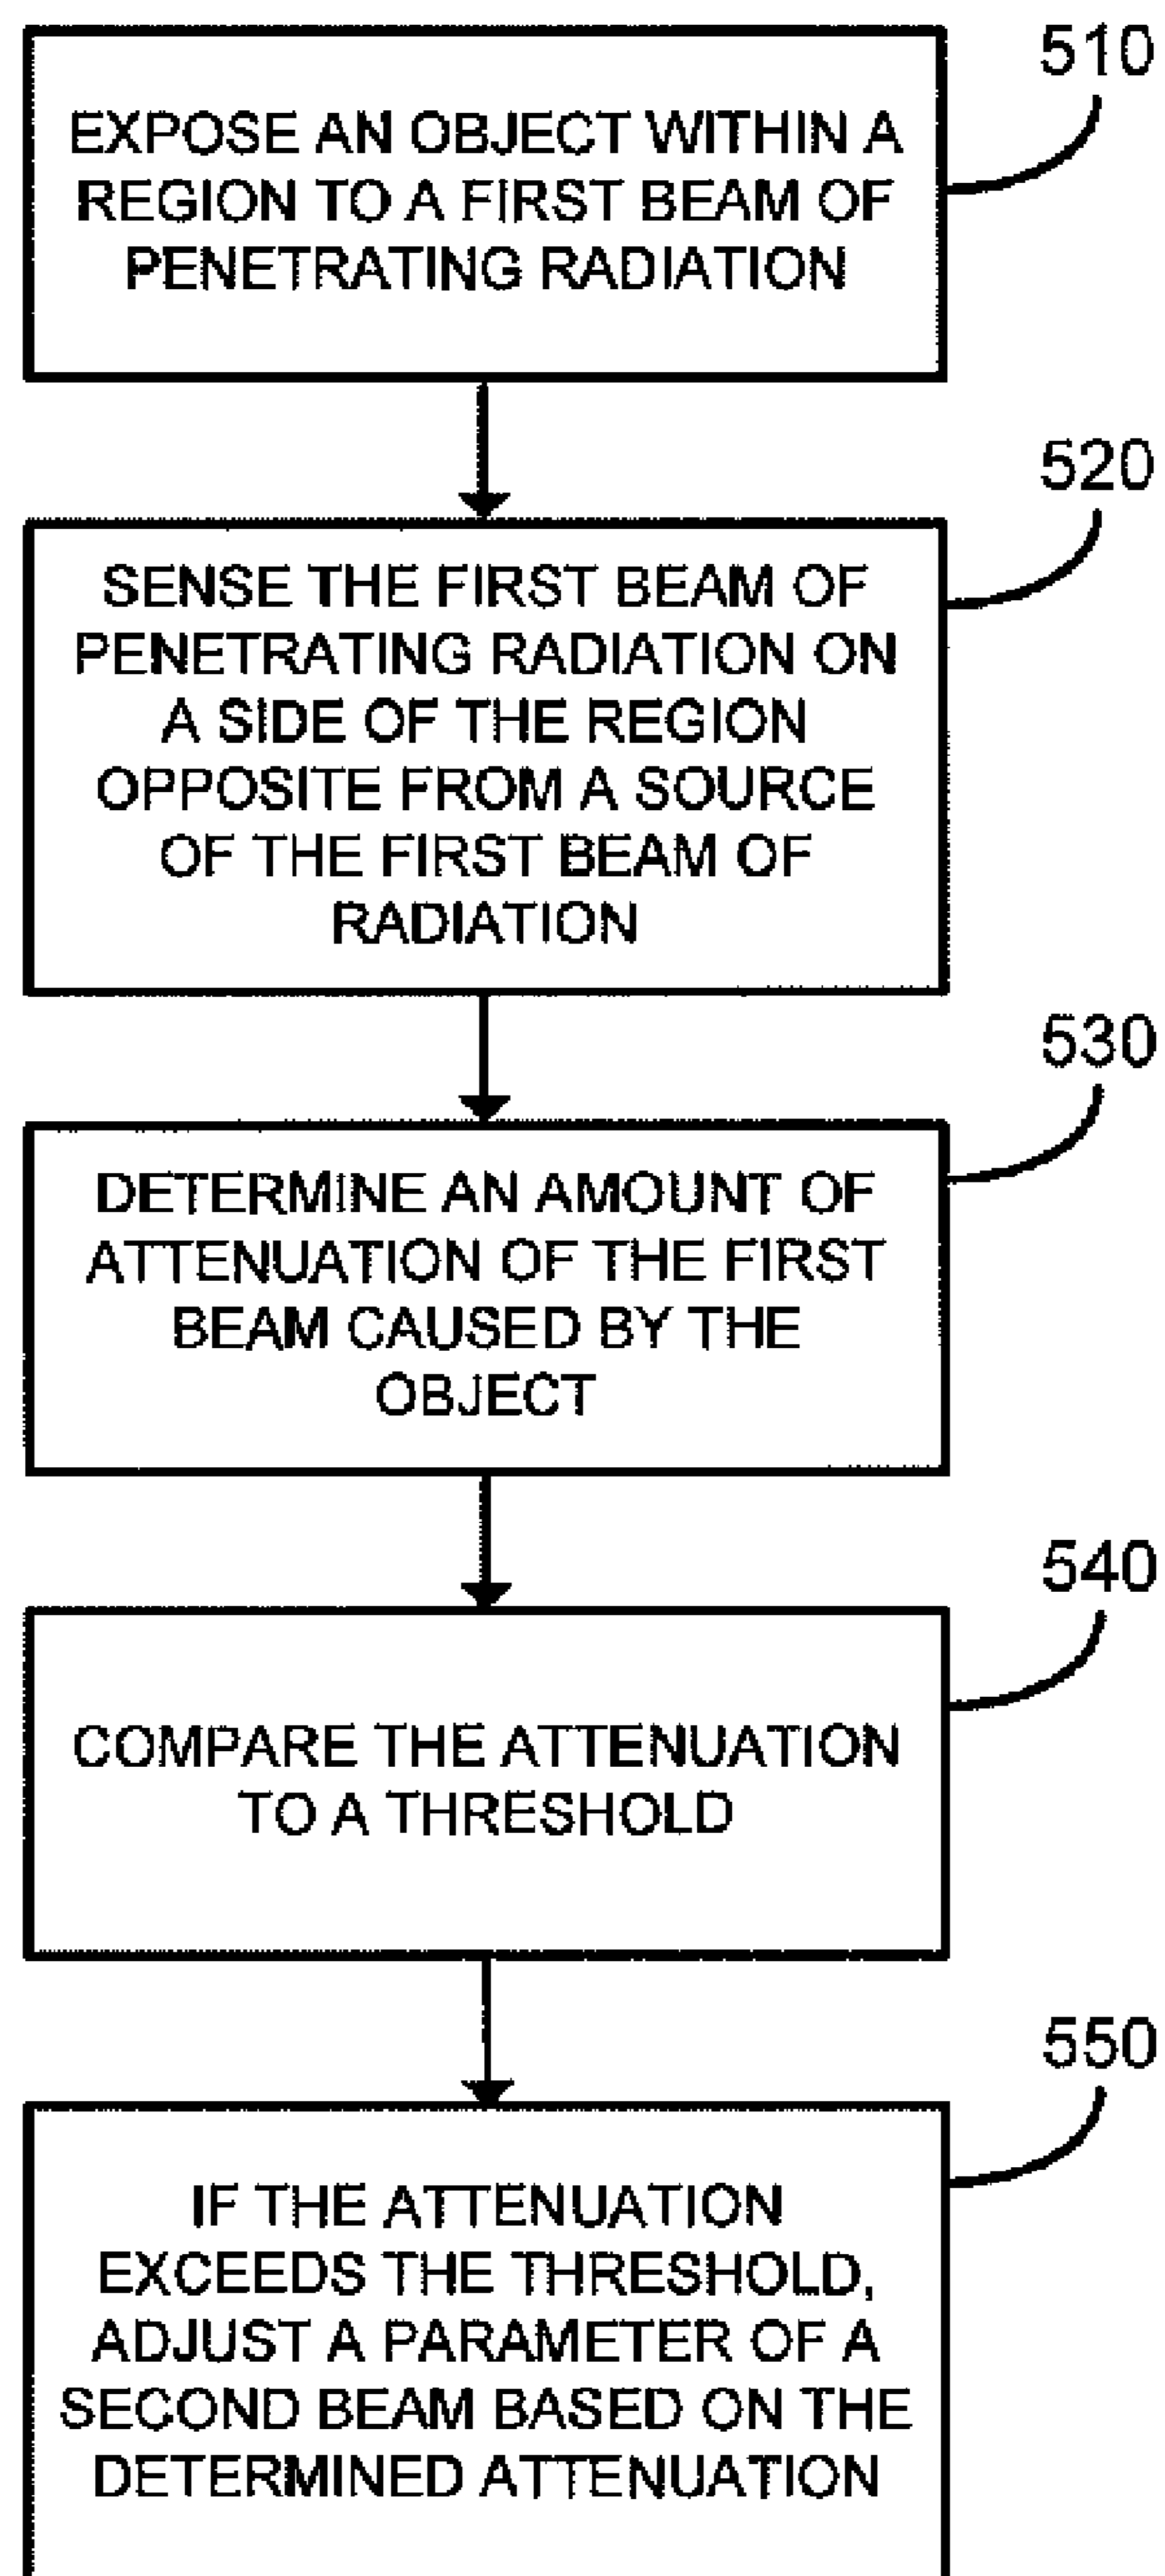 510
EXPOSE AN OBJECT WITHIN A
REGION TO A FIRST BEAM OF
PENETRATING RADIATION
520
SENSE THE FIRST BEAM OF
PENETRATING RADIATION ON
A SIDE OF THE REGION
OPPOSITE FROM A SOURCE
OF THE FIRST BEAM OF
RADIATION
530
DETERMINE AN AMOUNT OF
ATTENUATION OF THE FIRST
BEAM CAUSED BY THE
OBJECT
540
COMPARE THE ATTENUATION
TO A THRESHOLD
550
IF THE ATTENUATION
EXCEEDS THE THRESHOLD,
ADJUST A PARAMETER OF A
SECOND BEAM BASED ON THE
DETERMINED ATTENUATION